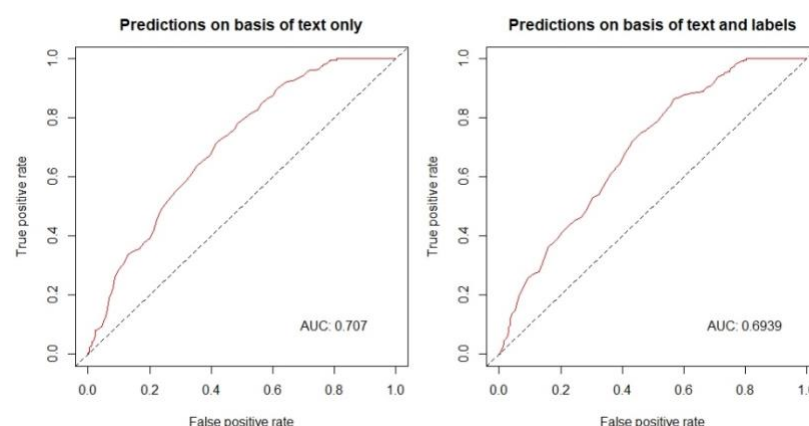 Predictions on basis of text only
True positive rate
0.0 0.2 0.4 0.6 0.8 1.0
AUC: 0.707
0.0 0.2 0.4 0.6 0.8 1.0
False positive rate
Predictions on basis of text and labels
True positive rate
0.0 0.2 0.4 0.6 0.8 1.0
AUC: 0.6939
0.0 0.2 0.4 0.6 0.8 1.0
False positive rate